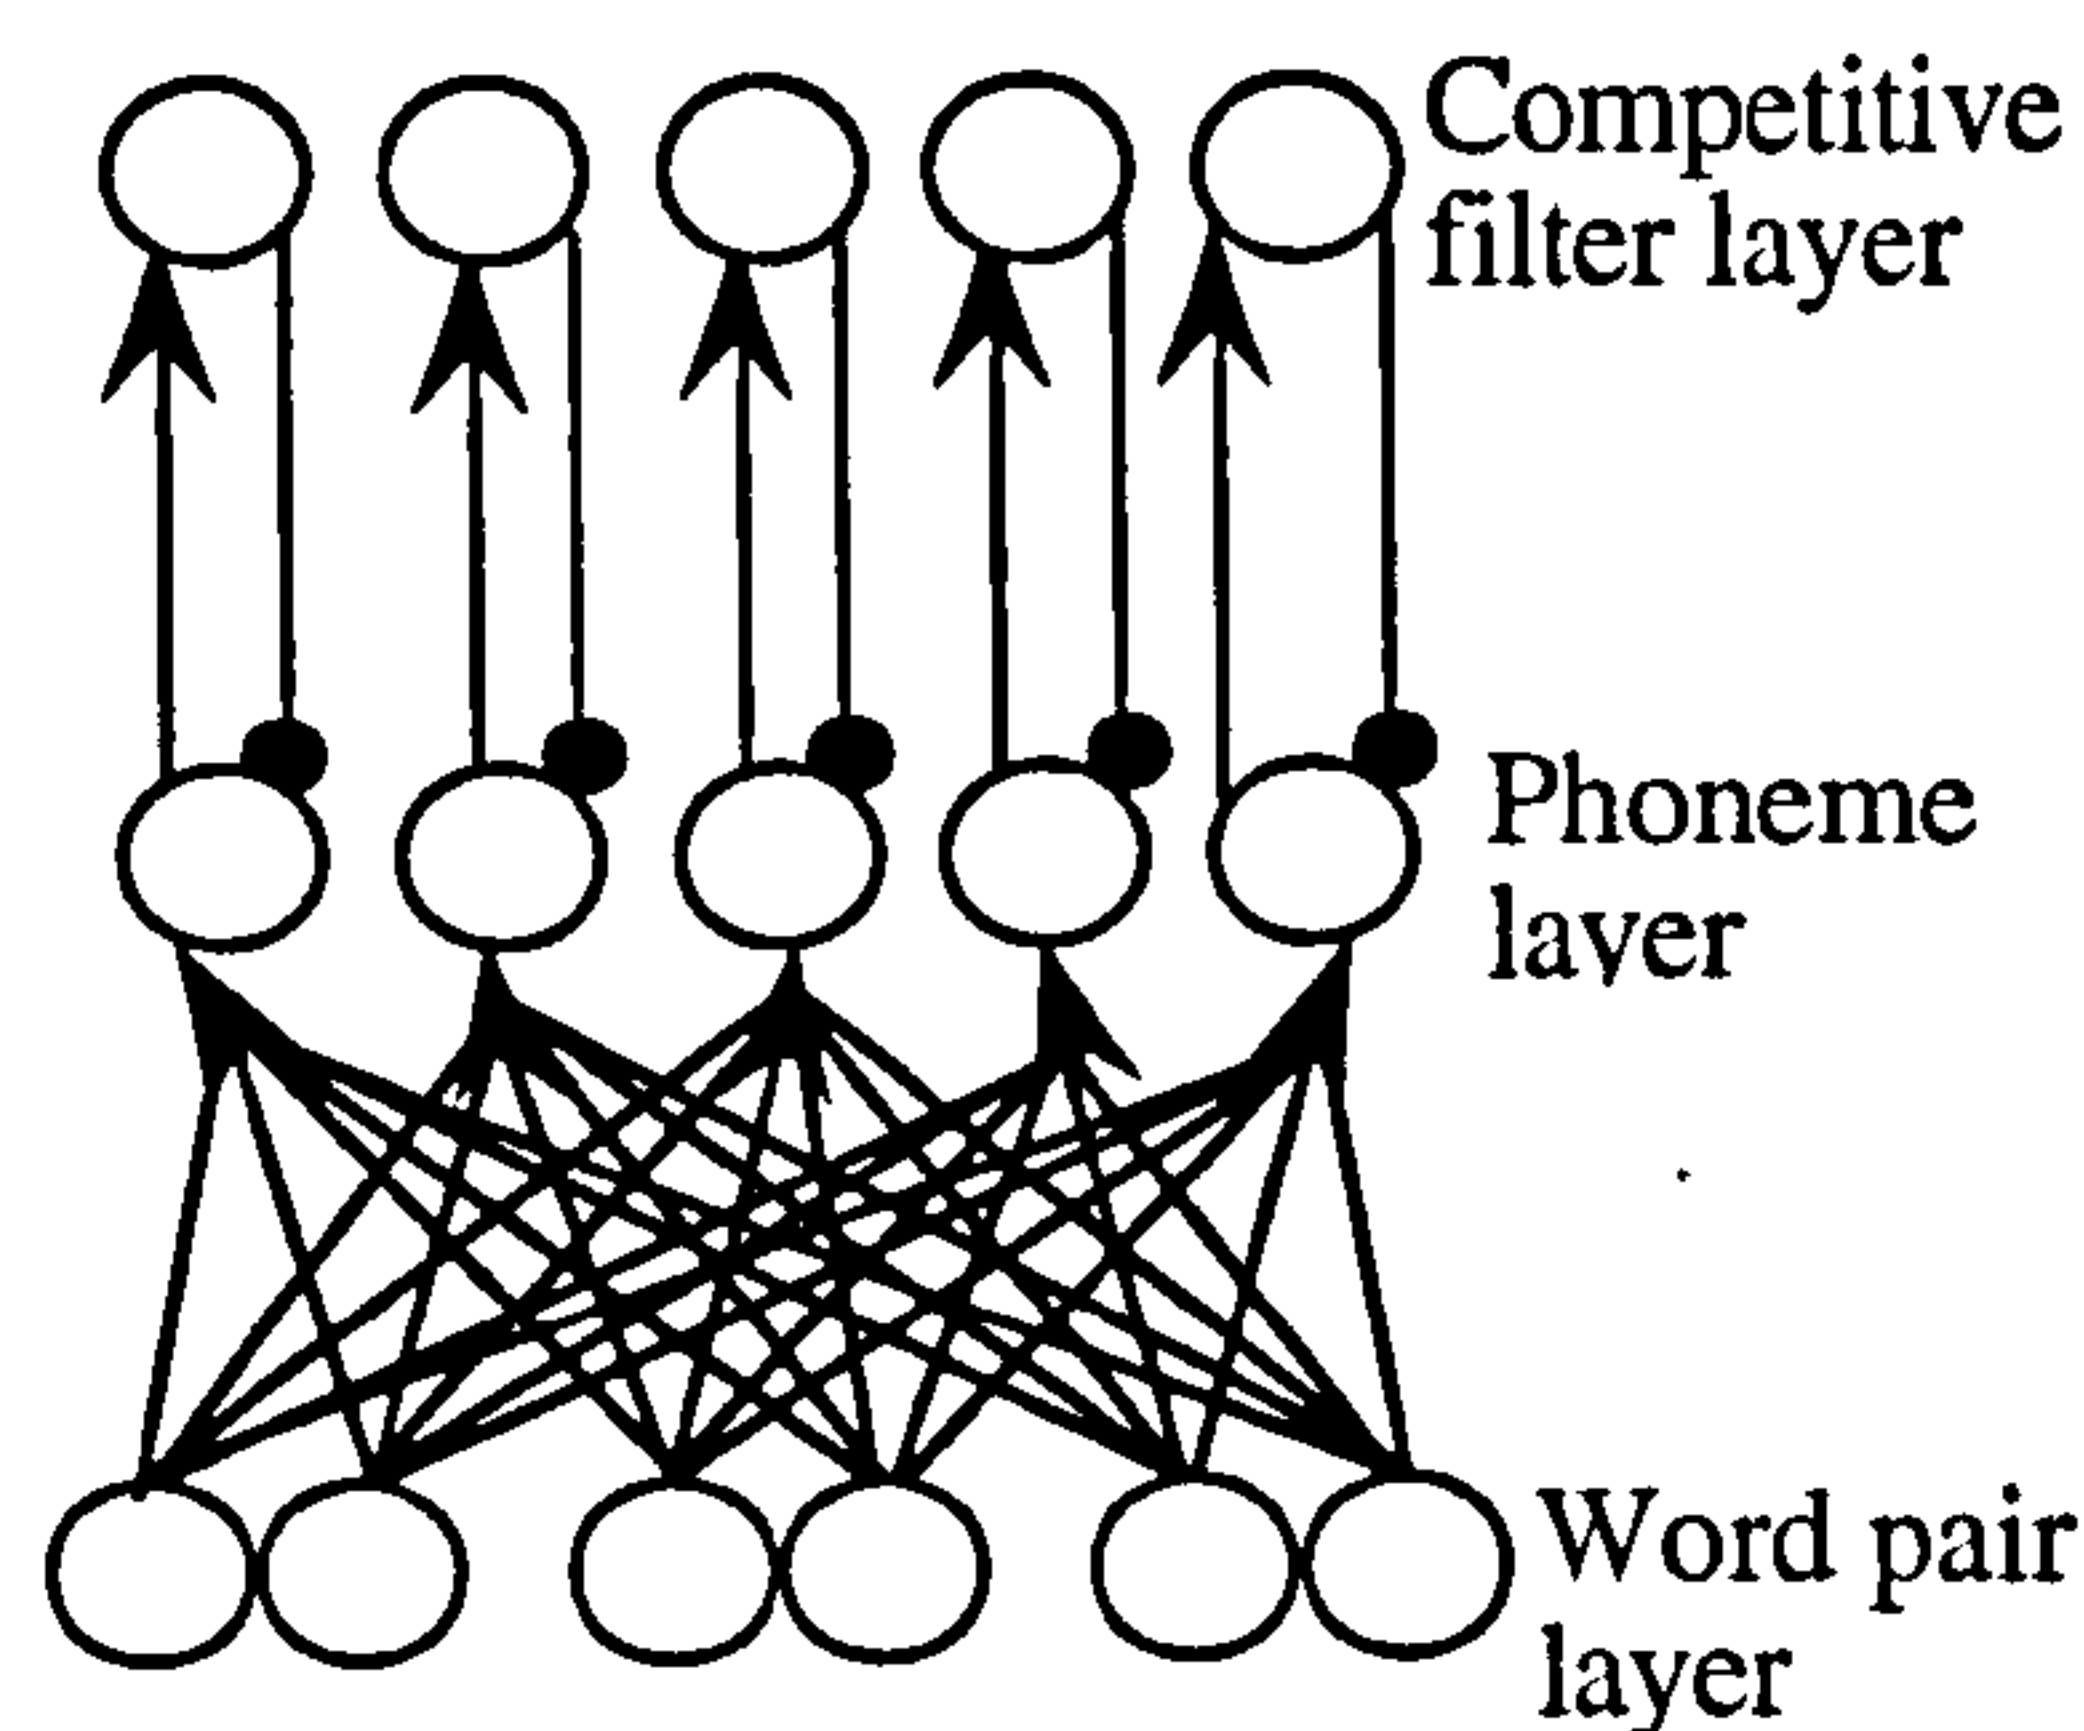 Competitive
filter layer
Phoneme
layer
Word pair
layer